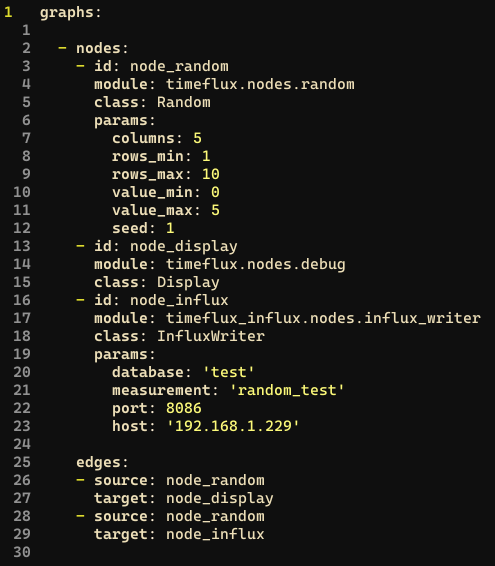 1 graphs:
1
2 - nodes:
3 - id: node_random
4 module: timeflux.nodes.random
5 class: Random
6 params:
7 columns: 5
8 rows_min: 1
9 rows_max: 10
10 value_min: 0
11 value_max: 5
12 seed: 1
13 - id: node_display
14 module: timeflux.nodes.debug
15 class: Display
16 - id: node_influx
17 module: timeflux_influx.nodes.influx_writer
18 class: InfluxWriter
19 params:
20 database: 'test'
21 measurement: 'random_test'
22 port: 8086
23 host: '192.168.1.229'
24
25 edges:
26 - source: node_random
27 target: node_display
28 - source: node_random
29 target: node_influx
30